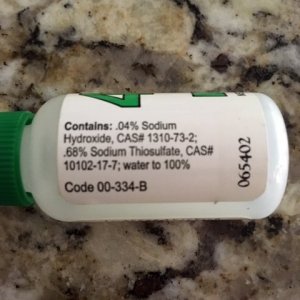 Contains: .04% Sodium
Hydroxide, CAS# 1310-73-2;
.68% Sodium Thiosulfate, CAS#
10102-17-7; water to 100%
Code 00-334-B
065402